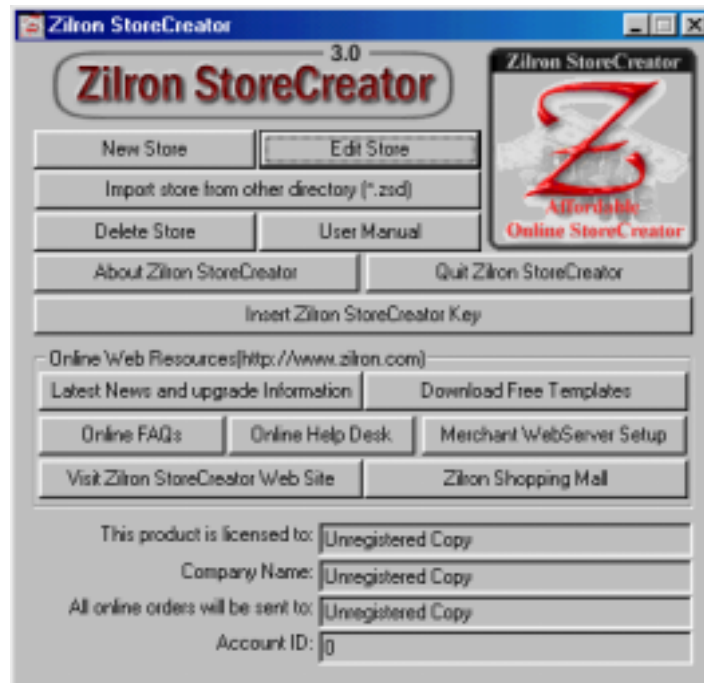 Zilron StoreCreator
3.0
Zilron StoreCreator
Zilron StoreCreator
Z
Affordable
Online StoreCreator
New Store
Edit Store
Import store from other directory (*.zsd)
Delete Store
User Manual
About Zilron StoreCreator
Quit Zilron StoreCreator
Insert Zilron StoreCreator Key
Online Web Resources(http://www.zilron.com)
Latest News and upgrade Information
Download Free Templates
Online FAQs
Online Help Desk
Merchant WebServer Setup
Visit Zilron StoreCreator Web Site
Zilron Shopping Mall
This product is licensed to: Unregistered Copy
Company Name: Unregistered Copy
All online orders will be sent to: Unregistered Copy
Account ID: 0